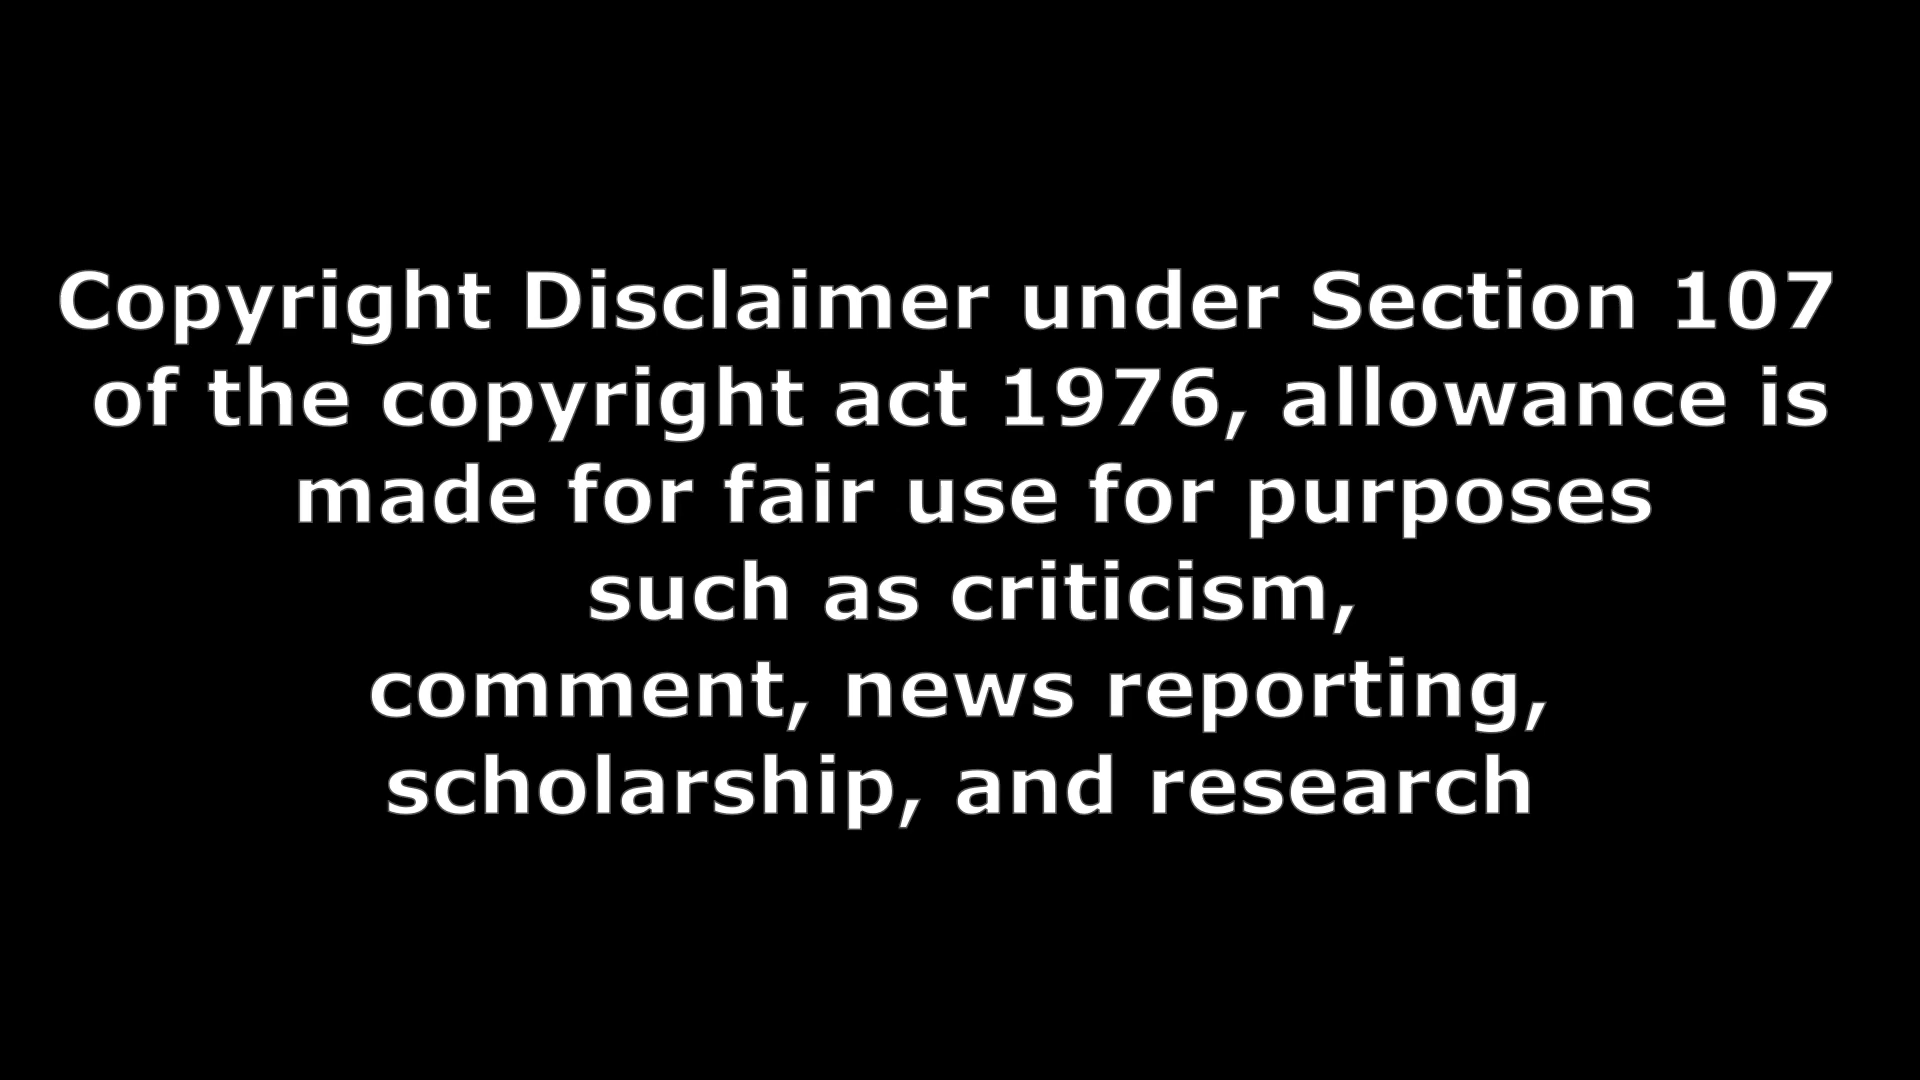 Copyright Disclaimer under Section 107
of the copyright act 1976, allowance is
made for fair use for purposes
such as criticism,
comment, news reporting,
scholarship, and research